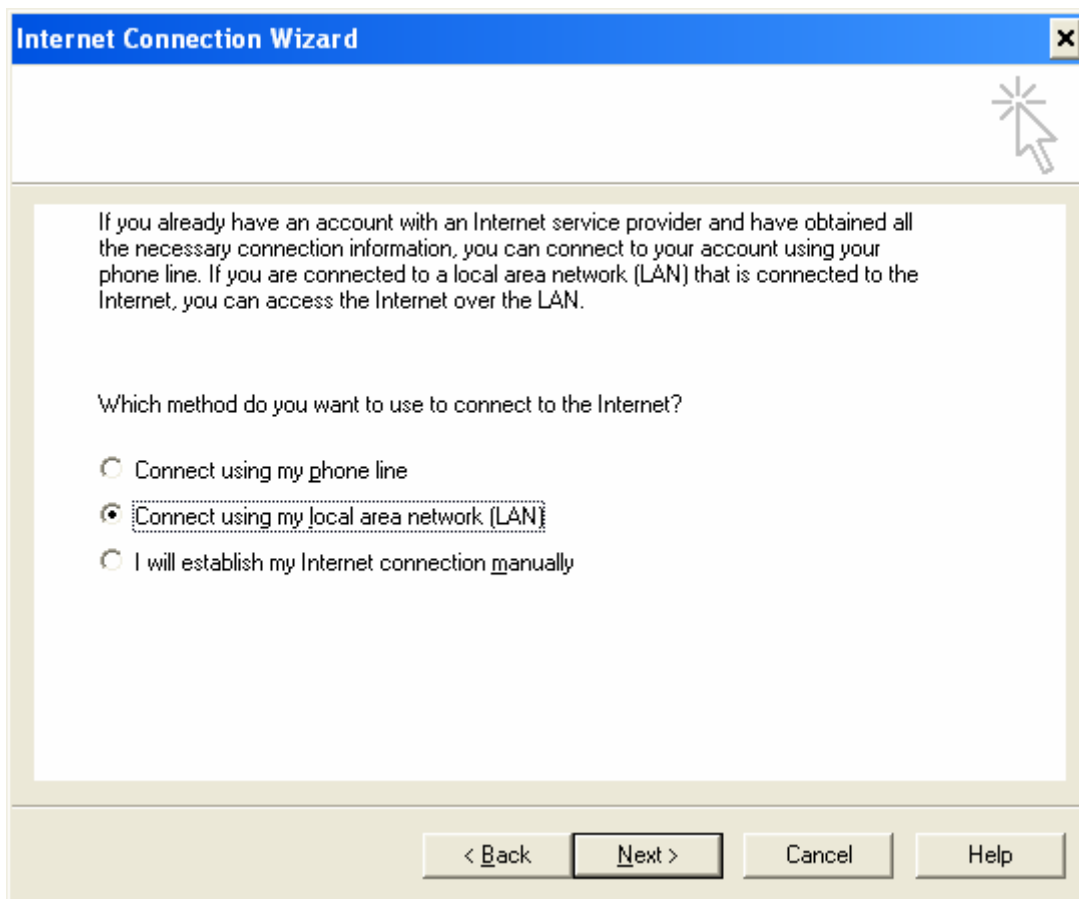 Internet Connection Wizard
If you already have an account with an Internet service provider and have obtained all
the necessary connection information, you can connect to your account using your
phone line. If you are connected to a local area network (LAN) that is connected to the
Internet, you can access the Internet over the LAN.
Which method do you want to use to connect to the Internet?
Connect using my phone line
Connect using my local area network (LAN)
I will establish my Internet connection manually
< Back Next > Cancel Help